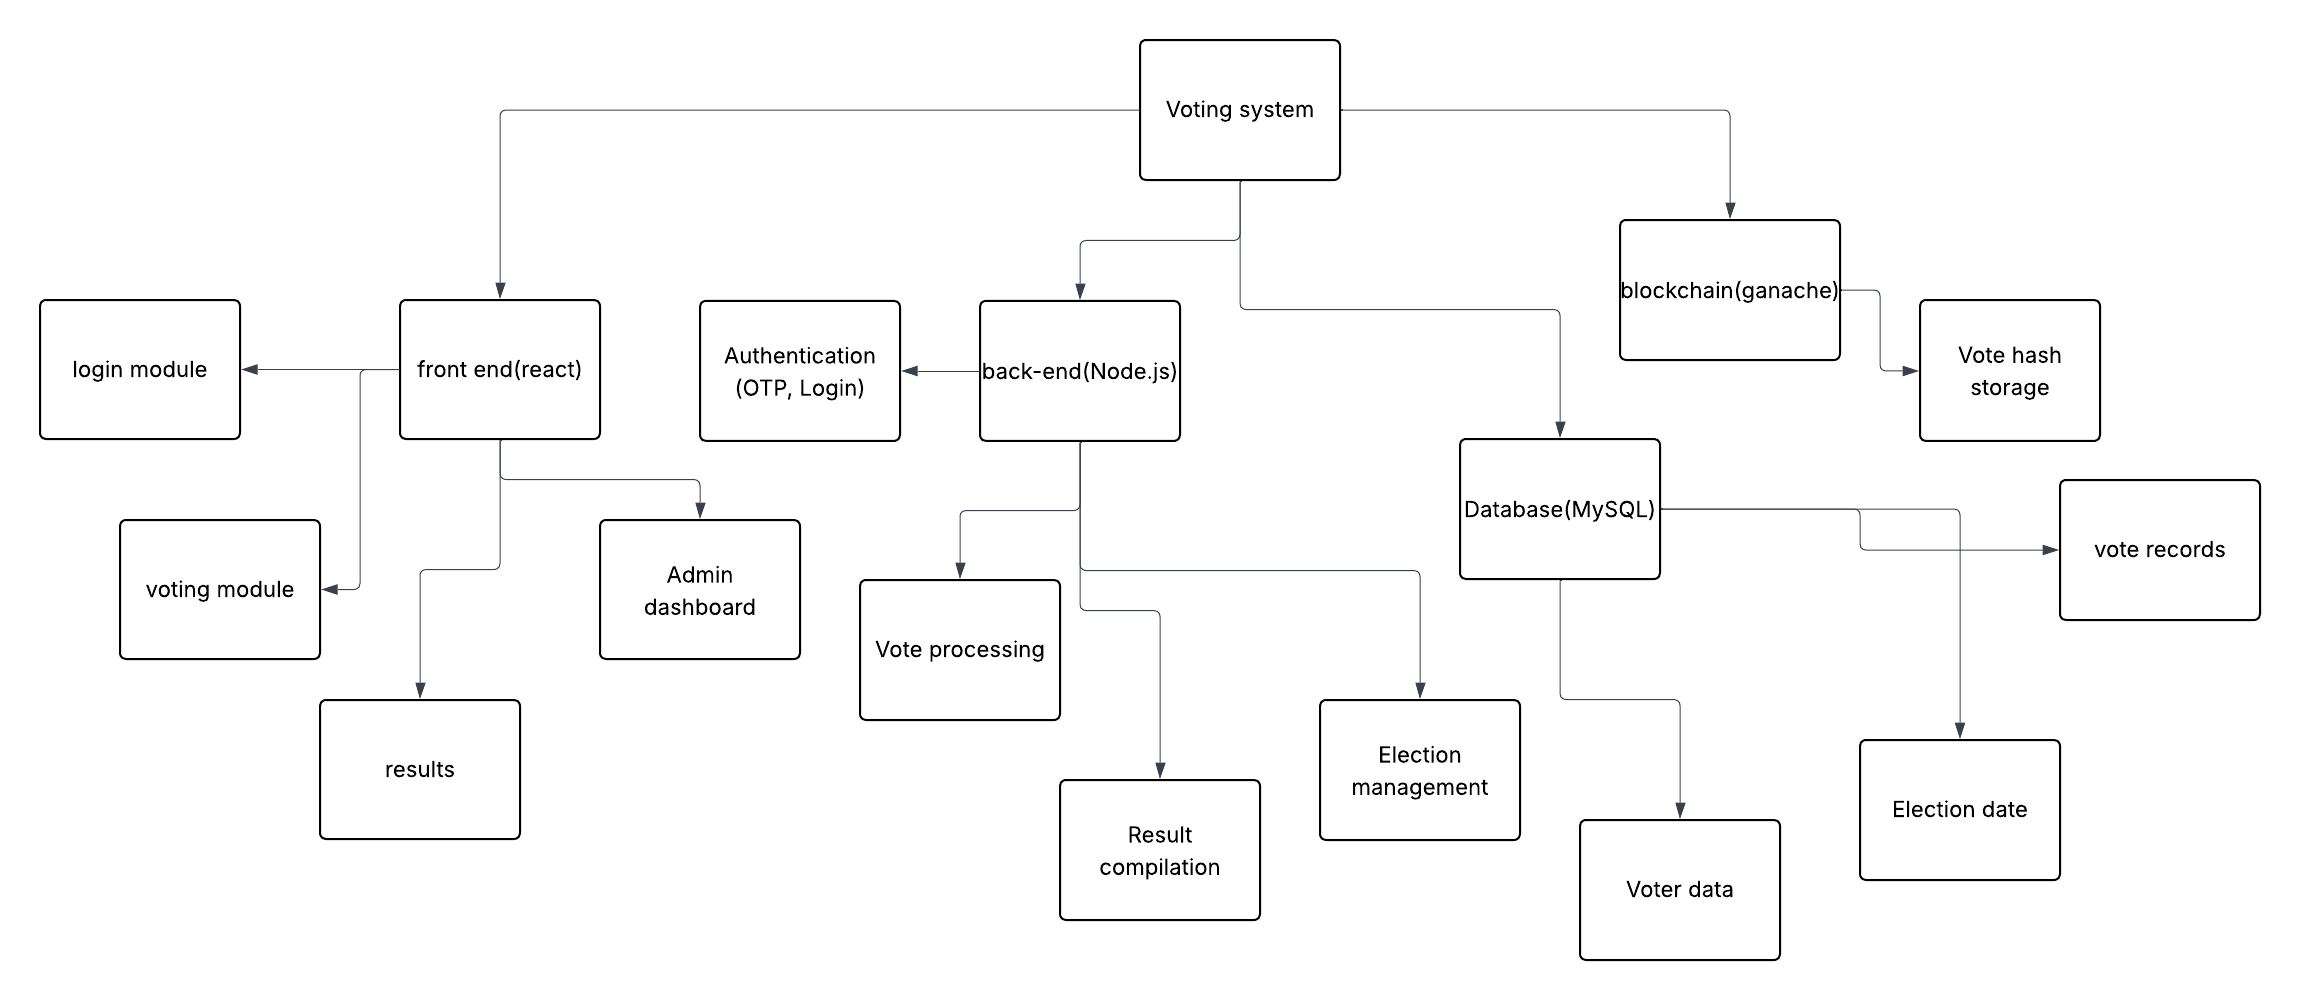 Voting system
blockchain(ganache)
login module
front end(react)
Authentication
(OTP, Login)
back-end(Node.js)
Vote hash
storage
Database(MySQL)
vote records
voting module
Admin
dashboard
Vote processing
results
Election
management
Result
compilation
Election date
Voter data